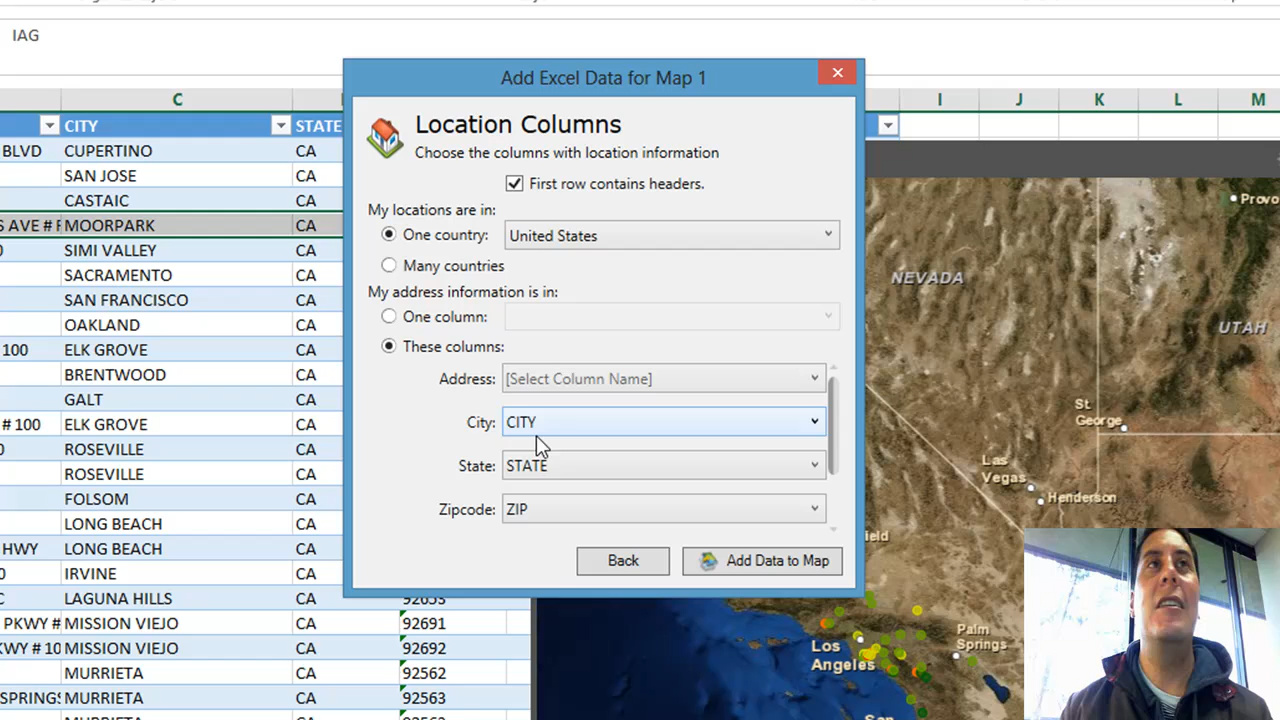 IAG
C I J K L M
CITY STATE
BLVD CUPERTINO CA
SAN JOSE CA
CASTAIC CA
AVE # MOORPARK CA
SIMI VALLEY CA
SACRAMENTO CA
SAN FRANCISCO CA
OAKLAND CA
100 ELK GROVE CA
BRENTWOOD CA
GALT CA
# 100 ELK GROVE CA
ROSEVILLE CA
ROSEVILLE CA
FOLSOM CA
LONG BEACH CA
HWY LONG BEACH CA
IRVINE CA
LAGUNA HILLS CA 92653
PKWY # MISSION VIEJO CA 92691
KWY # 10 MISSION VIEJO CA 92692
MURRIETA CA 92562
SPRINGS MURRIETA CA 92563
MURRIETA CA 92562
Add Excel Data for Map 1
Location Columns
Choose the columns with location information
First row contains headers.
My locations are in:
One country: United States
Many countries
My address information is in:
One column:
These columns:
Address: [Select Column Name]
City: CITY
State: STATE
Zipcode: ZIP
Back Add Data to Map
Provo
NEVADA
UTAH
St
George
Las
Vegas
Henderson
Los
Angeles
Palm
Springs
San